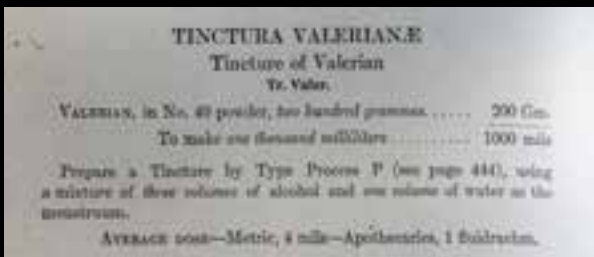 TINCTURA VALERIANÆ
Tincture of Valerian
Tr. Valer.
VALERIAN, in No. 40 powder, two hundred grammes ...... 200 Gm.
To make one thousand milliliters .......... 1000 mils
Prepare a Tincture by Type Process P (see page 444), using
a mixture of three volumes of alcohol and one volume of water as the
menstruum.
AVERAGE DOSE—Metric, 4 mils—Apothecaries, 1 fluidrachm.